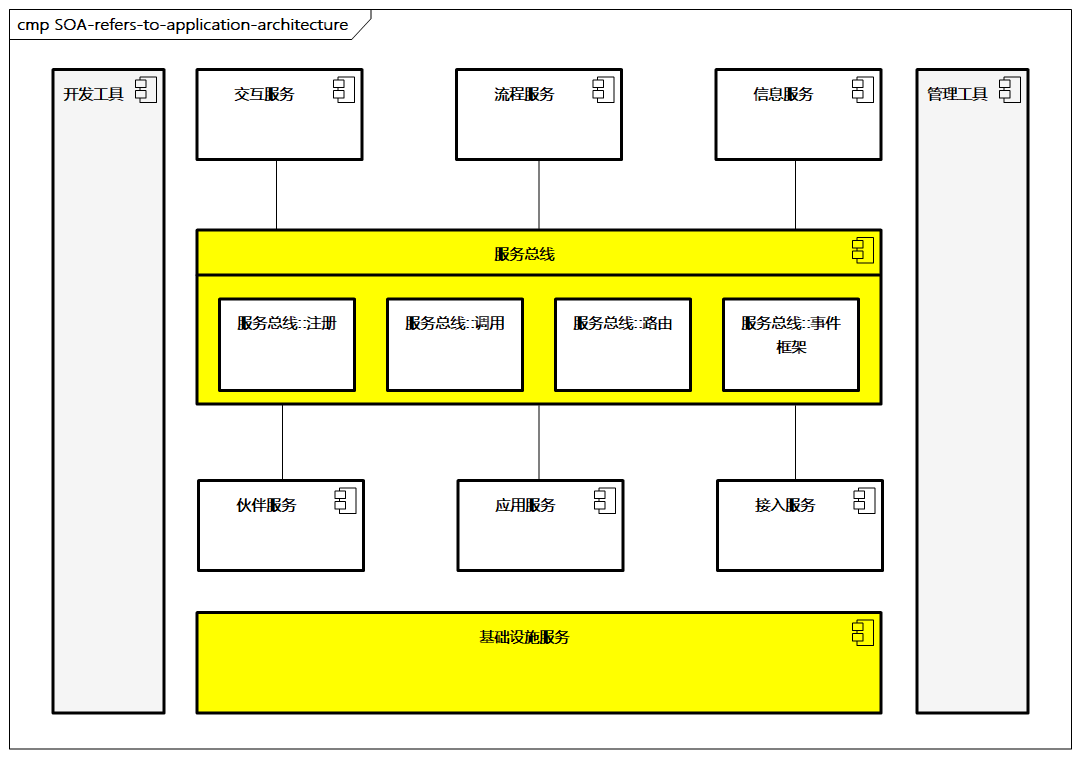 cmp SOA-refers-to-application-architecture
开发工具
交互服务
流程服务
信息服务
管理工具
服务总线
服务总线::注册
服务总线::调用
服务总线::路由
服务总线::事件
框架
伙伴服务
应用服务
接入服务
基础设施服务